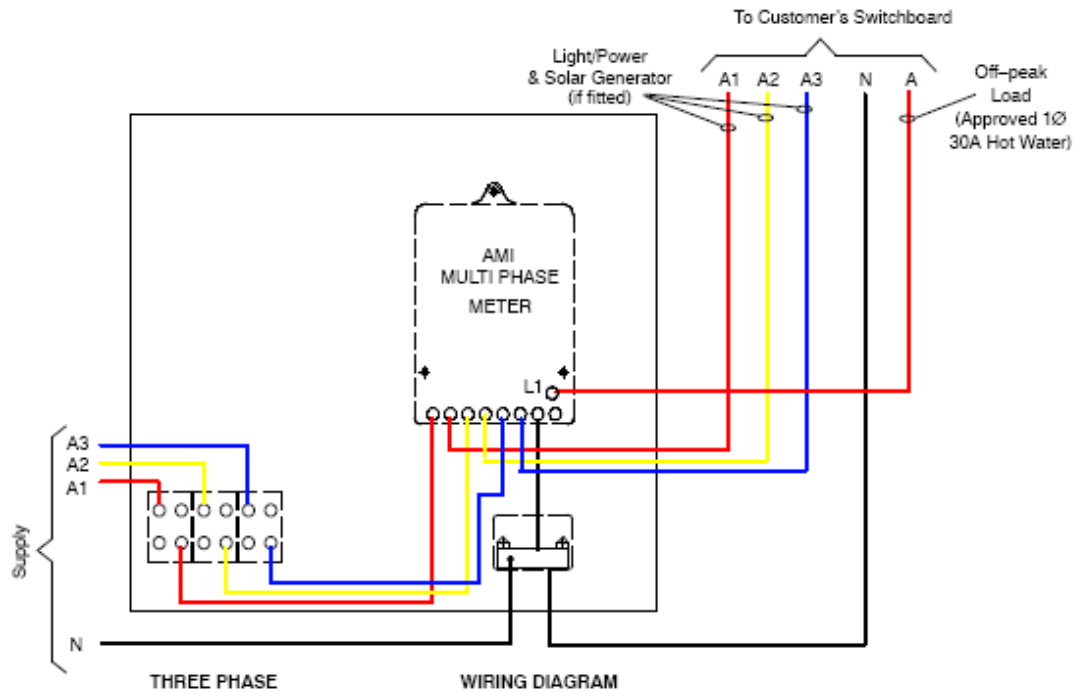 To Customer's Switchboard
Light/Power
& Solar Generator
(if fitted)
A1 A2 A3 N A
Off–peak
Load
(Approved 1Ø
30A Hot Water)
AMI
MULTI PHASE
METER
L1
A3
A2
A1
Supply
N
THREE PHASE WIRING DIAGRAM